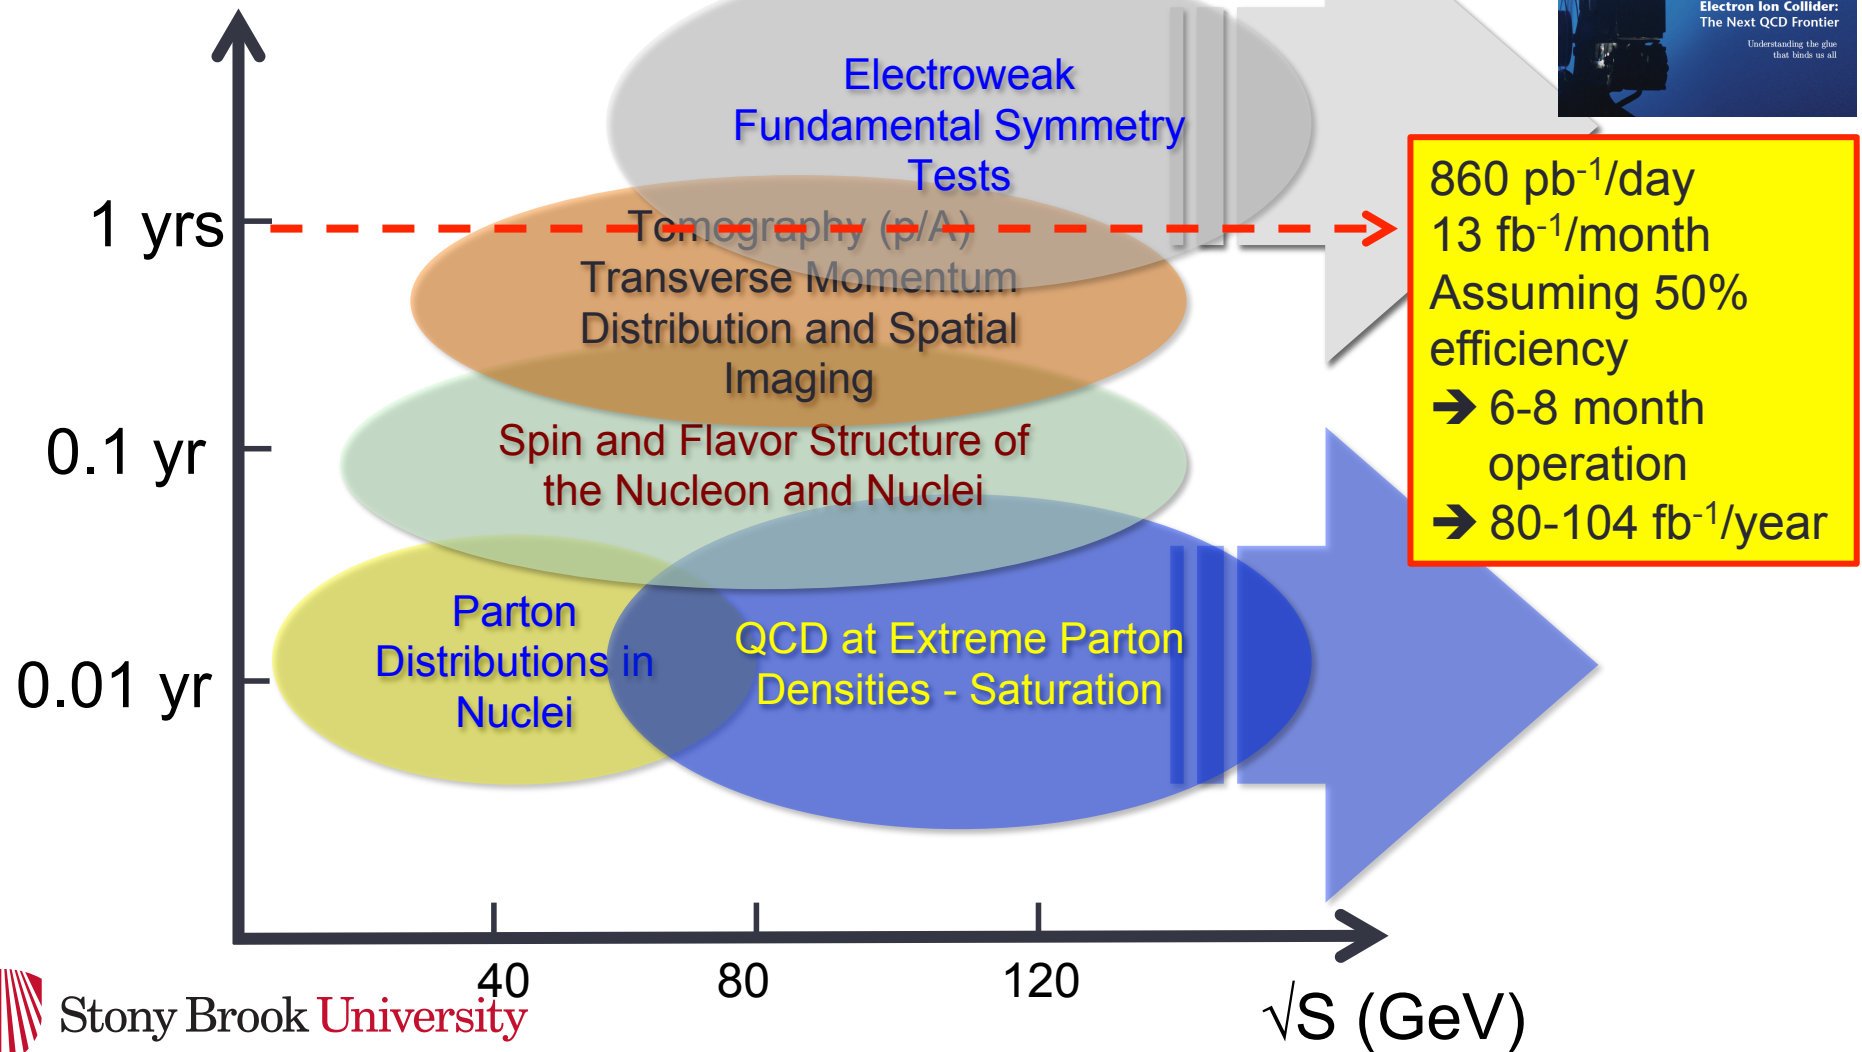 Electron Ion Collider:
The Next QCD Frontier
Understanding the glue
that binds us all
Electroweak
Fundamental Symmetry
Tests
1 yrs
Tomography (p/A)
Transverse Momentum
Distribution and Spatial
Imaging
860 pb⁻¹/day
13 fb⁻¹/month
Assuming 50%
efficiency
➔ 6-8 month
operation
➔ 80-104 fb⁻¹/year
0.1 yr
Spin and Flavor Structure of
the Nucleon and Nuclei
Parton
Distributions in
Nuclei
QCD at Extreme Parton
Densities - Saturation
0.01 yr
40
80
120
√S (GeV)
Stony Brook University